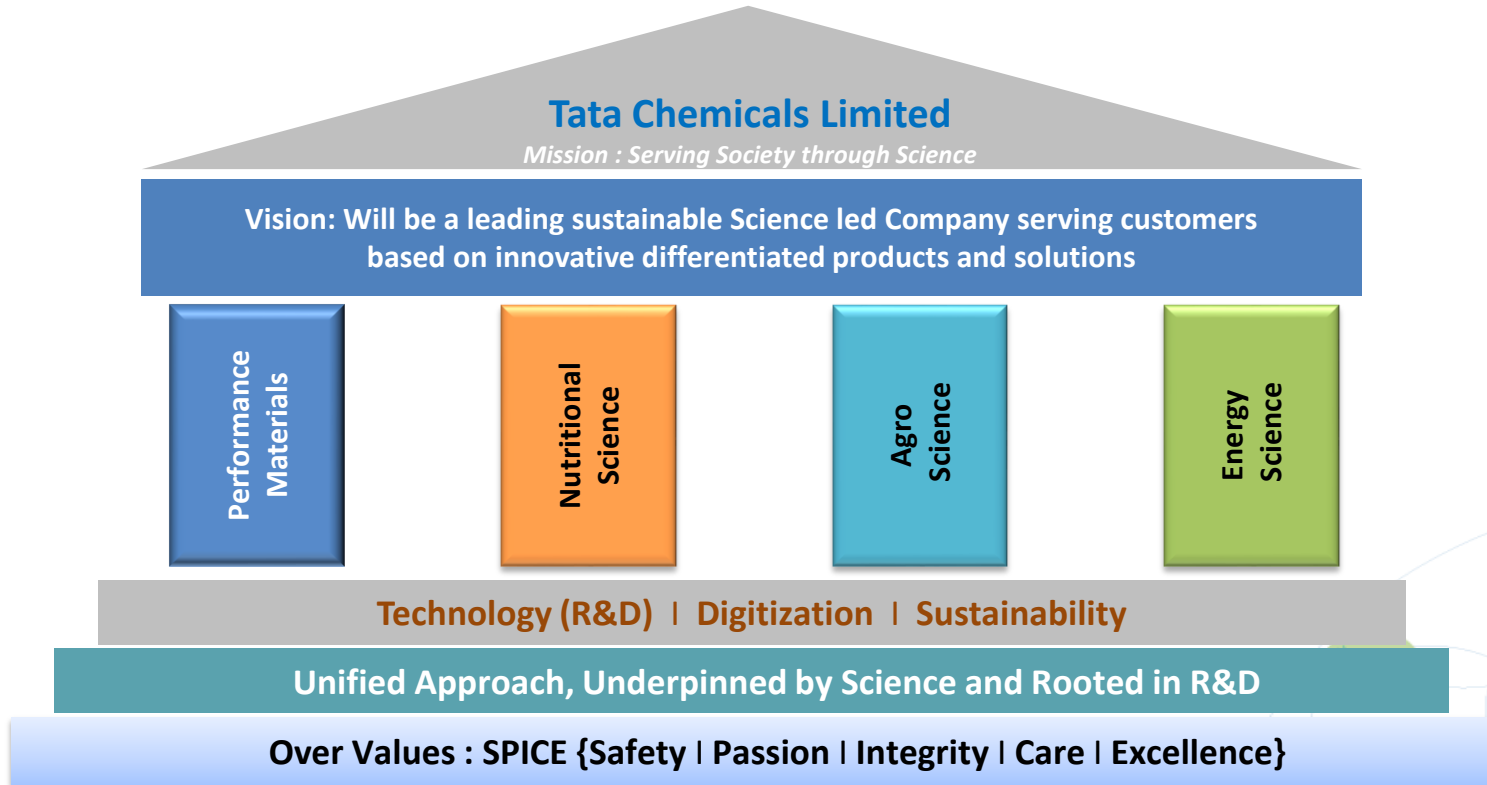 Tata Chemicals Limited
Mission : Serving Society through Science
Vision: Will be a leading sustainable Science led Company serving customers
based on innovative differentiated products and solutions
Performance
Materials
Nutritional
Science
Agro
Science
Energy
Science
Technology (R&D) I Digitization I Sustainability
Unified Approach, Underpinned by Science and Rooted in R&D
Over Values : SPICE {Safety I Passion I Integrity I Care I Excellence}